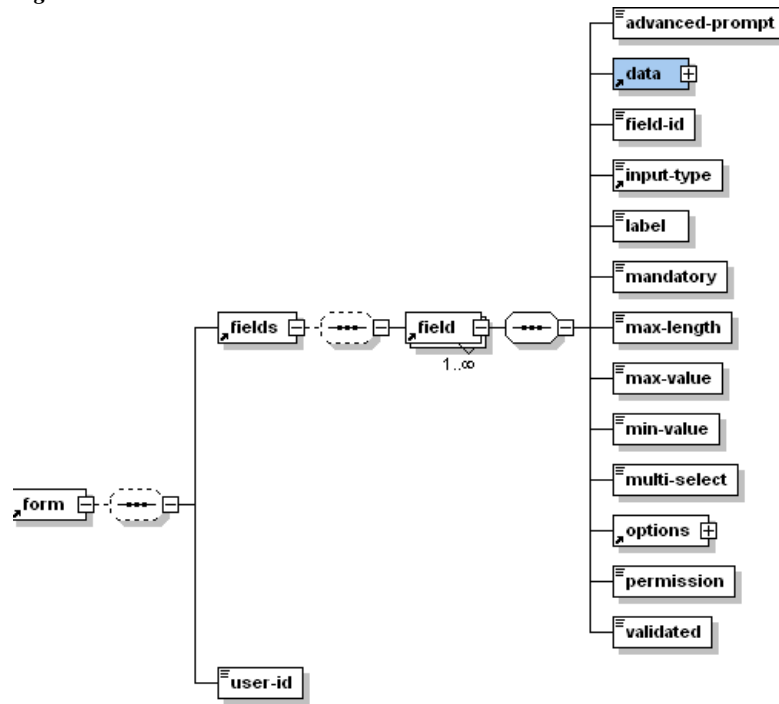 advanced-prompt
data
field-id
input-type
label
mandatory
fields
field
max-length
1..∞
max-value
min-value
multi-select
form
options
permission
validated
user-id